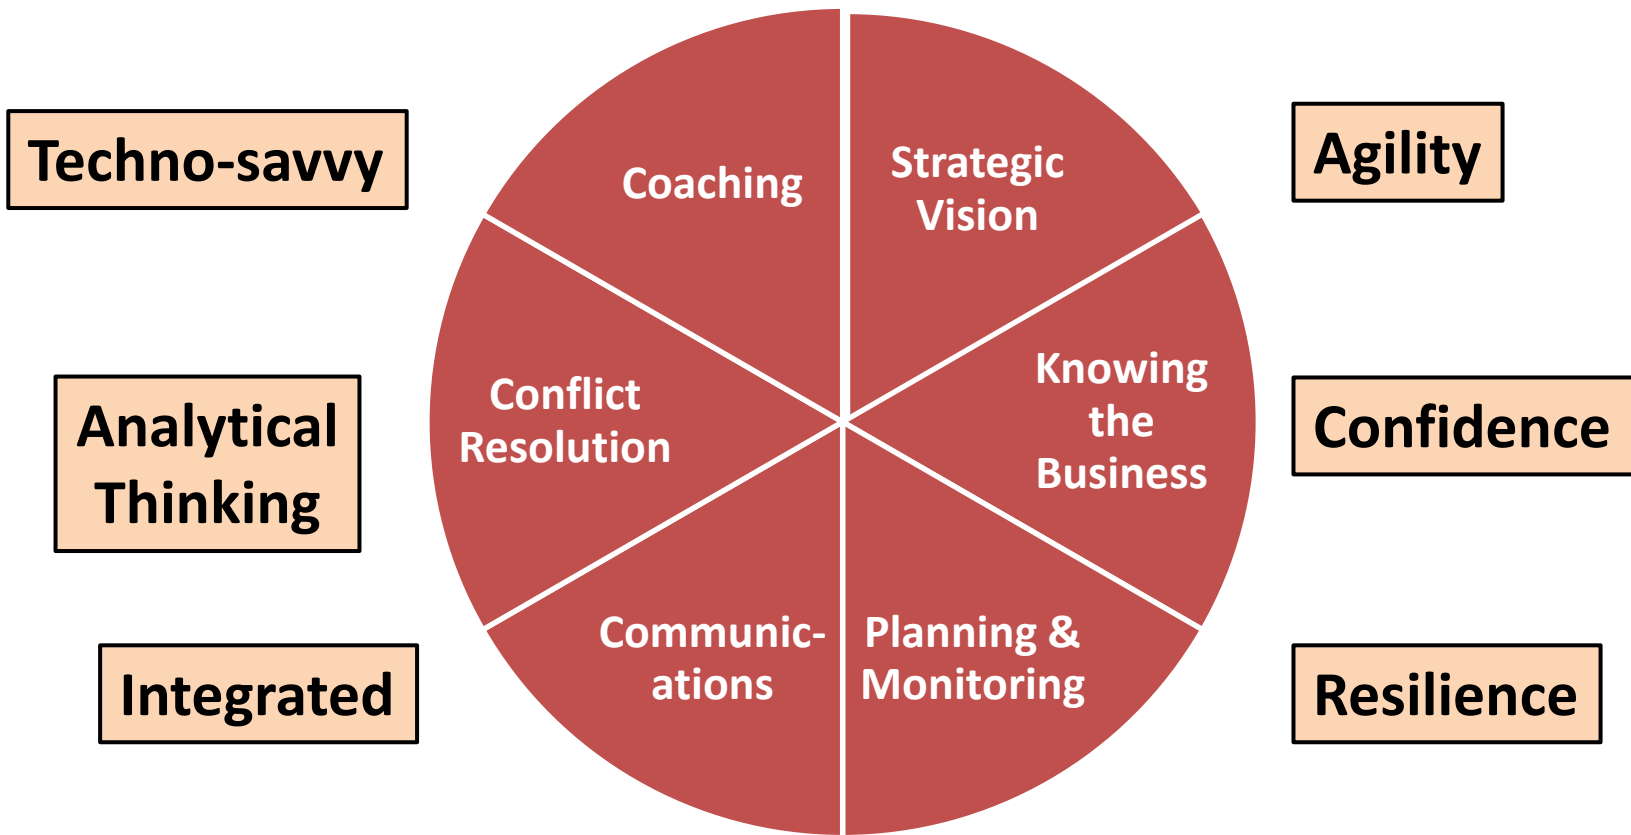 Techno-savvy
Analytical
Thinking
Integrated
Coaching
Strategic
Vision
Conflict
Resolution
Knowing
the
Business
Communic-
ations
Planning &
Monitoring
Agility
Confidence
Resilience